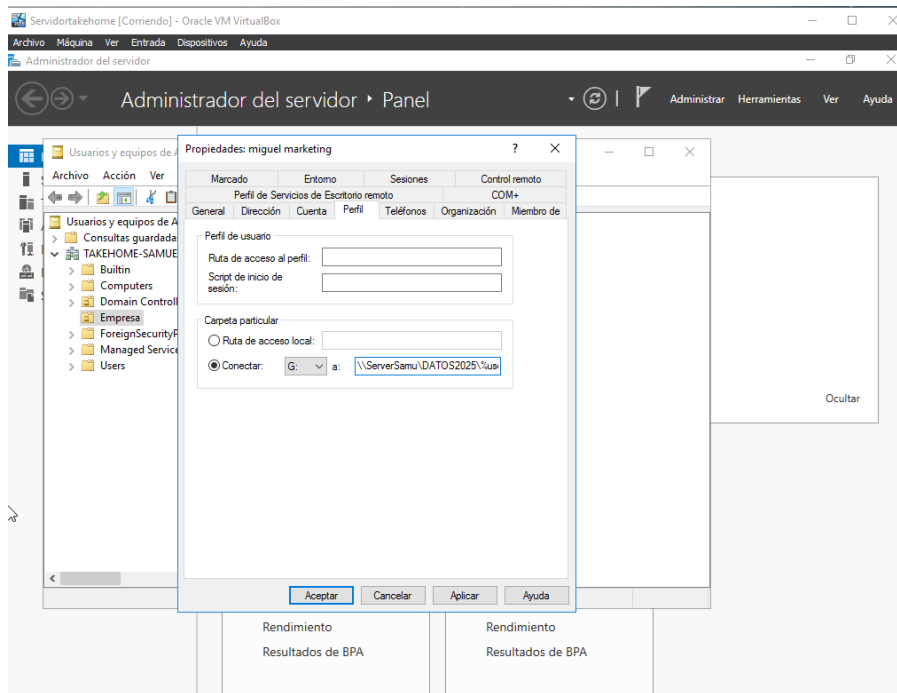 Servidortakehome [Corriendo] - Oracle VM VirtualBox
Archivo Máquina Ver Entrada Dispositivos Ayuda
Administrador del servidor
Administrador del servidor Panel
Administrar Herramientas Ver Ayuda
Usuarios y equipos de A
Propiedades: miguel marketing ? X
Archivo Acción Ver
Marcado Entorno Sesiones Control remoto
Perfil de Servicios de Escritorio remoto COM+
General Dirección Cuenta Perfil Teléfonos Organización Miembro de
Usuarios y equipos de A
Consultas guardada
TAKEHOME-SAMUE
Builtin
Computers
Domain Controll
Empresa
ForeignSecurityP
Managed Service
Users
Perfil de usuario
Ruta de acceso al perfil:
Script de inicio de
sesión:
Carpeta particular
Ruta de acceso local:
Conectar: G: a: \\ServerSamu\DATOS2025\%us
Ocultar
Aceptar Cancelar Aplicar Ayuda
Rendimiento Rendimiento
Resultados de BPA Resultados de BPA